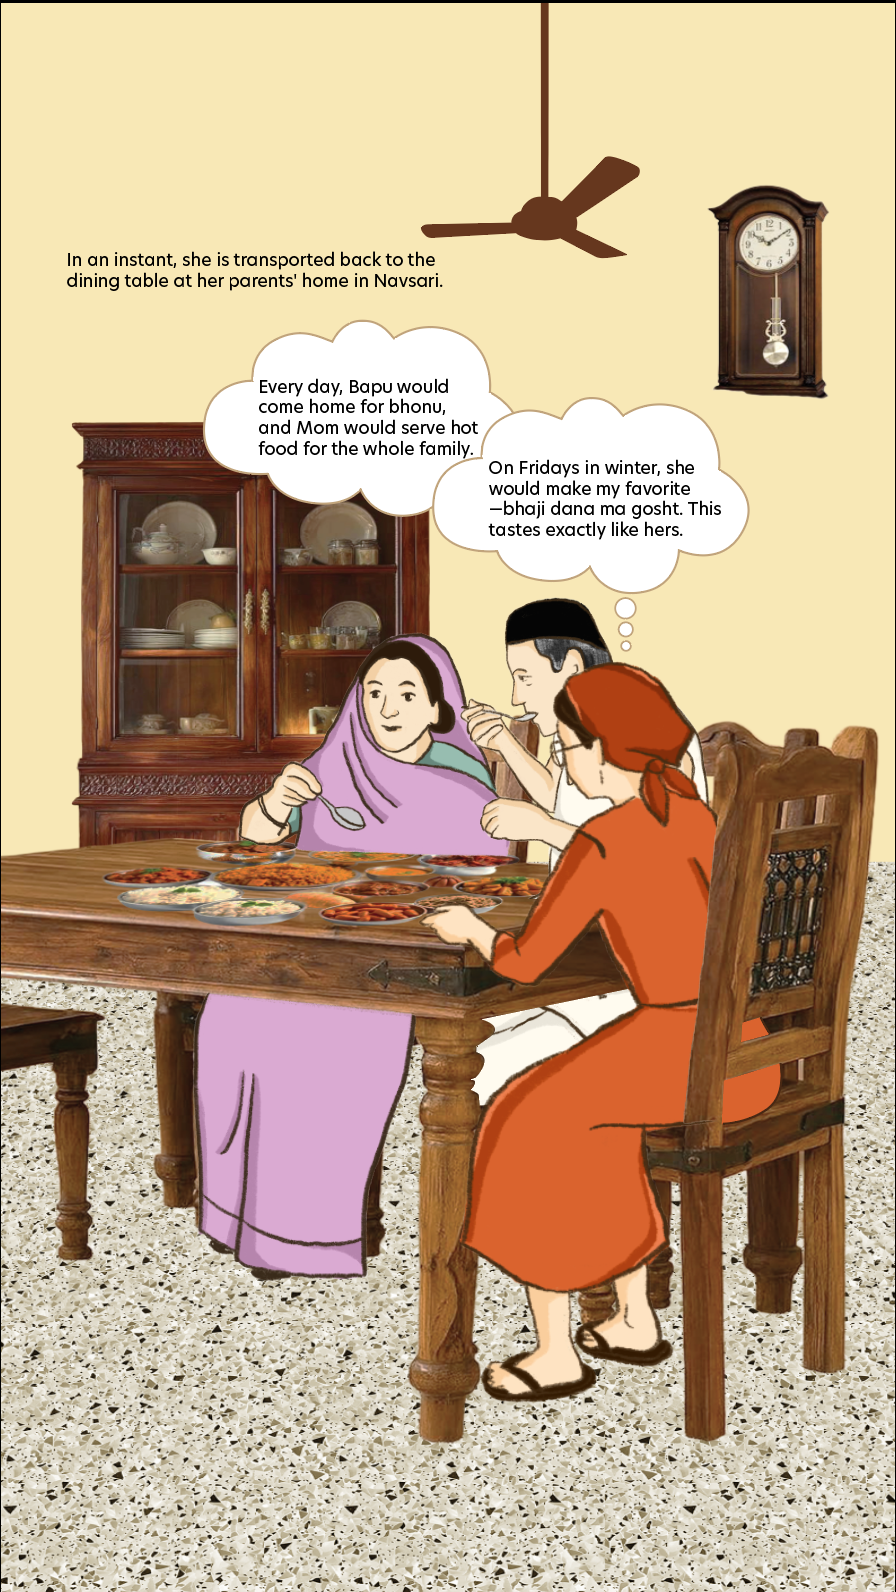 In an instant, she is transported back to the
dining table at her parents' home in Navsari.
Every day, Bapu would
come home for bhonu,
and Mom would serve hot
food for the whole family.
On Fridays in winter, she
would make my favorite
—bhaji dana ma gosht. This
tastes exactly like hers.